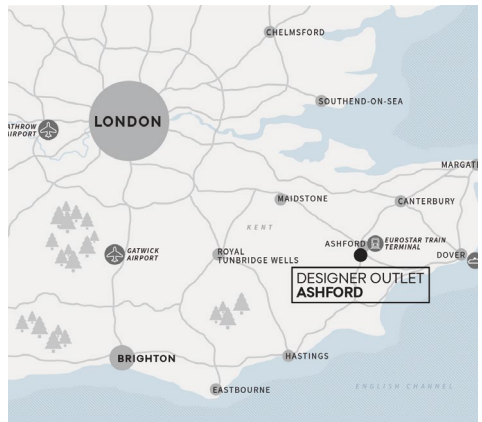 CHELMSFORD
SOUTHEND-ON-SEA
LONDON
ATHROW
AIRPORT
MARGAT
MAIDSTONE
CANTERBURY
KENT
ASHFORD
EUROSTAR TRAIN
TERMINAL
GATWICK
AIRPORT
ROYAL
TUNBRIDGE WELLS
DOVER
DESIGNER OUTLET
ASHFORD
BRIGHTON
HASTINGS
EASTBOURNE
ENGLISH CHANNEL